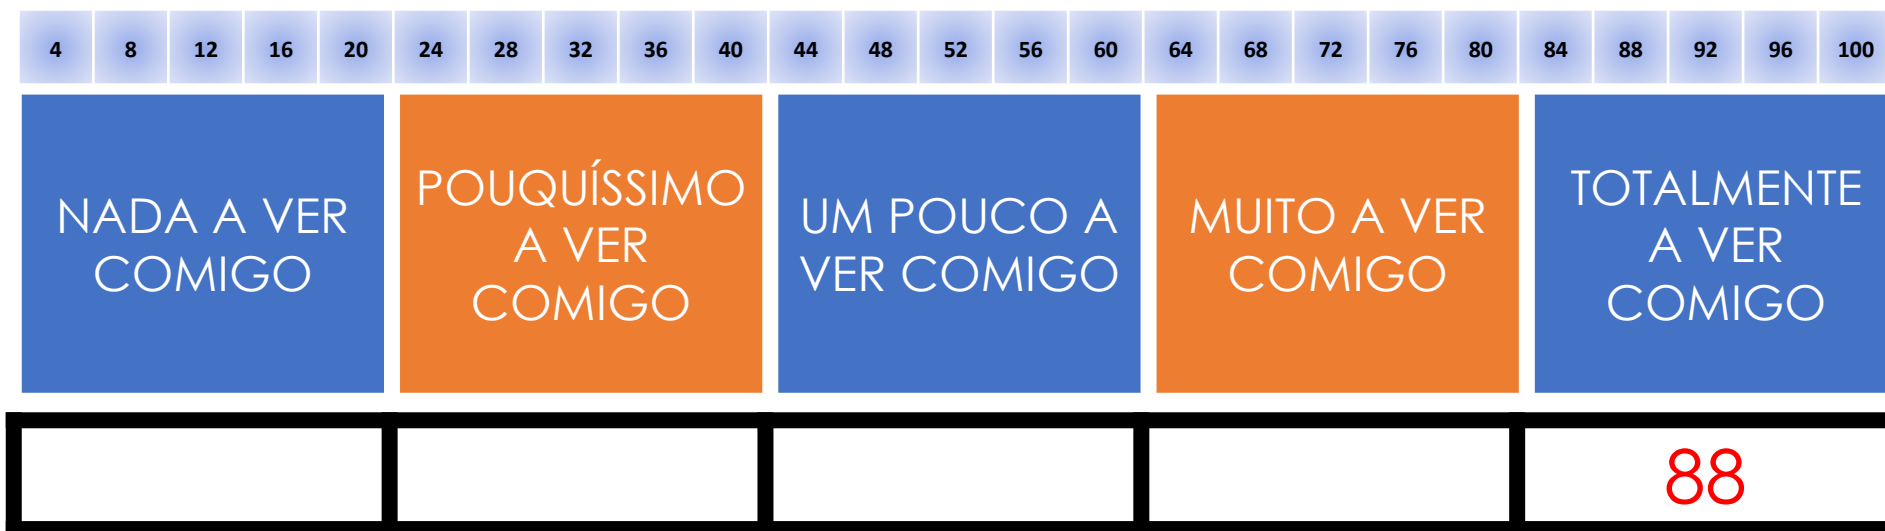 4 8 12 16 20 24 28 32 36 40 44 48 52 56 60 64 68 72 76 80 84 88 92 96 100
NADA A VER
COMIGO
POUQUÍSSIMO
A VER
COMIGO
UM POUCO A
VER COMIGO
MUITO A VER
COMIGO
TOTALMENTE
A VER
COMIGO
88